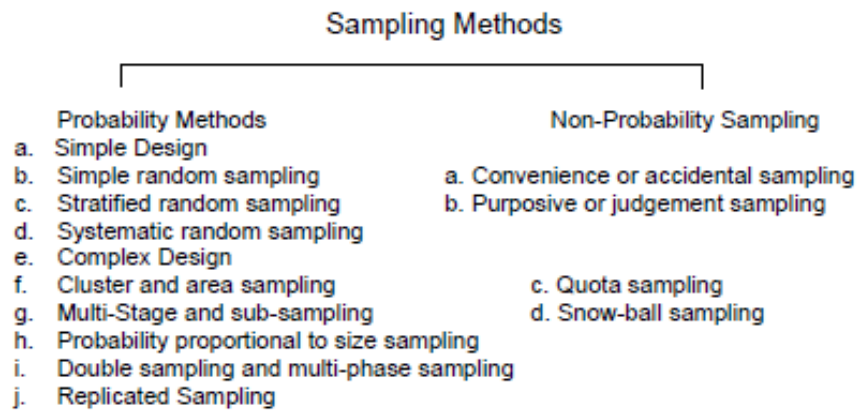 Sampling Methods
Probability Methods
a. Simple Design
b. Simple random sampling
c. Stratified random sampling
d. Systematic random sampling
e. Complex Design
f. Cluster and area sampling
g. Multi-Stage and sub-sampling
h. Probability proportional to size sampling
i. Double sampling and multi-phase sampling
j. Replicated Sampling
Non-Probability Sampling
a. Convenience or accidental sampling
b. Purposive or judgement sampling
c. Quota sampling
d. Snow-ball sampling